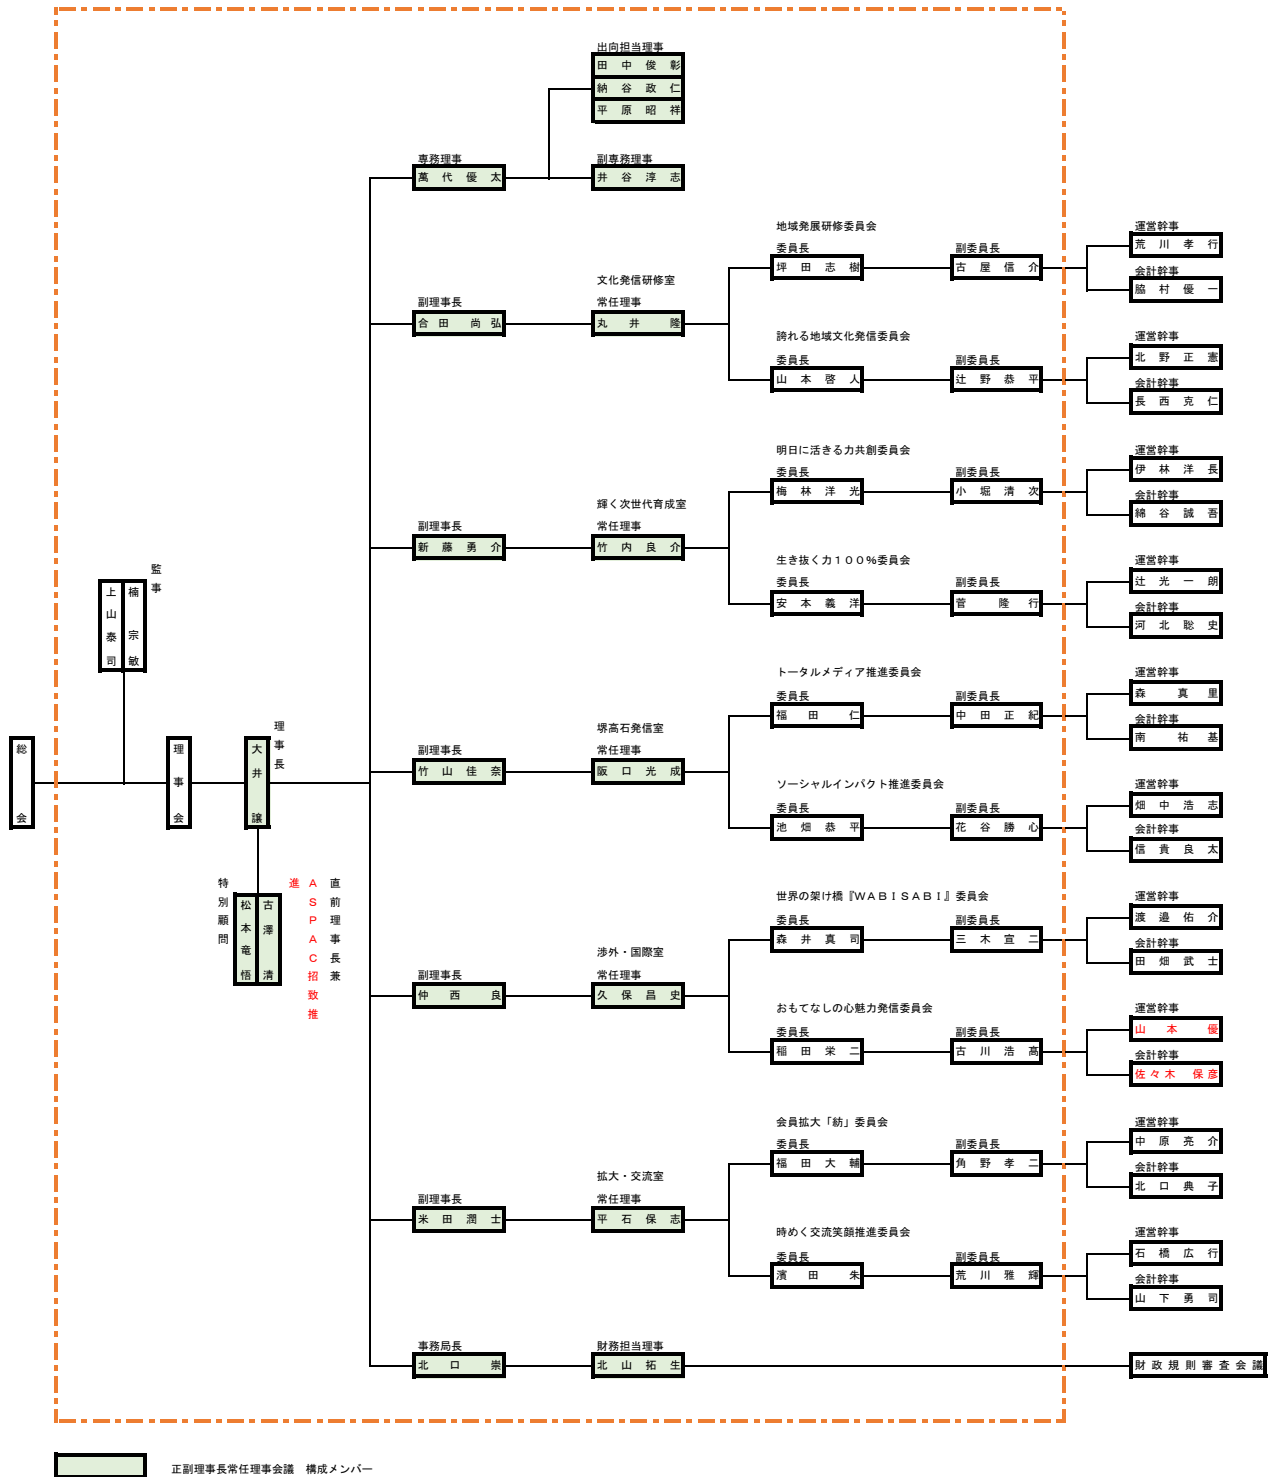 出向担当理事
田中俊彰
納谷政仁
平原昭祥
専務理事
萬代優太
副専務理事
井谷淳志
地域発展研修委員会
委員長
坪田志樹
副委員長
古屋信介
運営幹事
荒川孝行
会計幹事
脇村優一
文化発信研修室
副理事長
合田尚弘
常任理事
丸井隆
誇れる地域文化発信委員会
委員長
山本啓人
副委員長
辻野恭平
運営幹事
北野正憲
会計幹事
長西克仁
明日に活きる力共創委員会
委員長
梅林洋光
副委員長
小堀清次
運営幹事
伊林洋長
会計幹事
綿谷誠吾
輝く次世代育成室
副理事長
新藤勇介
常任理事
竹内良介
生き抜く力１００％委員会
委員長
安本義洋
副委員長
菅隆行
運営幹事
辻光一朗
会計幹事
河北聡史
監事
楠宗敏
上山泰司
トータルメディア推進委員会
委員長
福田仁
副委員長
中田正紀
運営幹事
森真里
会計幹事
南祐基
総会
理事会
理事長
大井譲
堺高石発信室
副理事長
竹山佳奈
常任理事
阪口光成
ソーシャルインパクト推進委員会
委員長
池畑恭平
副委員長
花谷勝心
運営幹事
畑中浩志
会計幹事
信貴良太
直前理事長兼
ＡＳＰＡＣ招致推
進
古澤清
松本竜悟
特別顧問
世界の架け橋『ＷＡＢＩＳＡＢＩ』委員会
委員長
森井真司
副委員長
三木宣二
運営幹事
渡邉佑介
会計幹事
田畑武士
渉外・国際室
副理事長
仲西良
常任理事
久保昌史
おもてなしの心魅力発信委員会
委員長
稲田栄二
副委員長
古川浩髙
運営幹事
山本優
会計幹事
佐々木保彦
会員拡大「紡」委員会
委員長
福田大輔
副委員長
角野孝二
運営幹事
中原亮介
会計幹事
北口典子
拡大・交流室
副理事長
米田潤士
常任理事
平石保志
時めく交流笑顔推進委員会
委員長
濱田朱
副委員長
荒川雅輝
運営幹事
石橋広行
会計幹事
山下勇司
事務局長
北口崇
財務担当理事
北山拓生
財政規則審査会議
正副理事長常任理事会議　構成メンバー